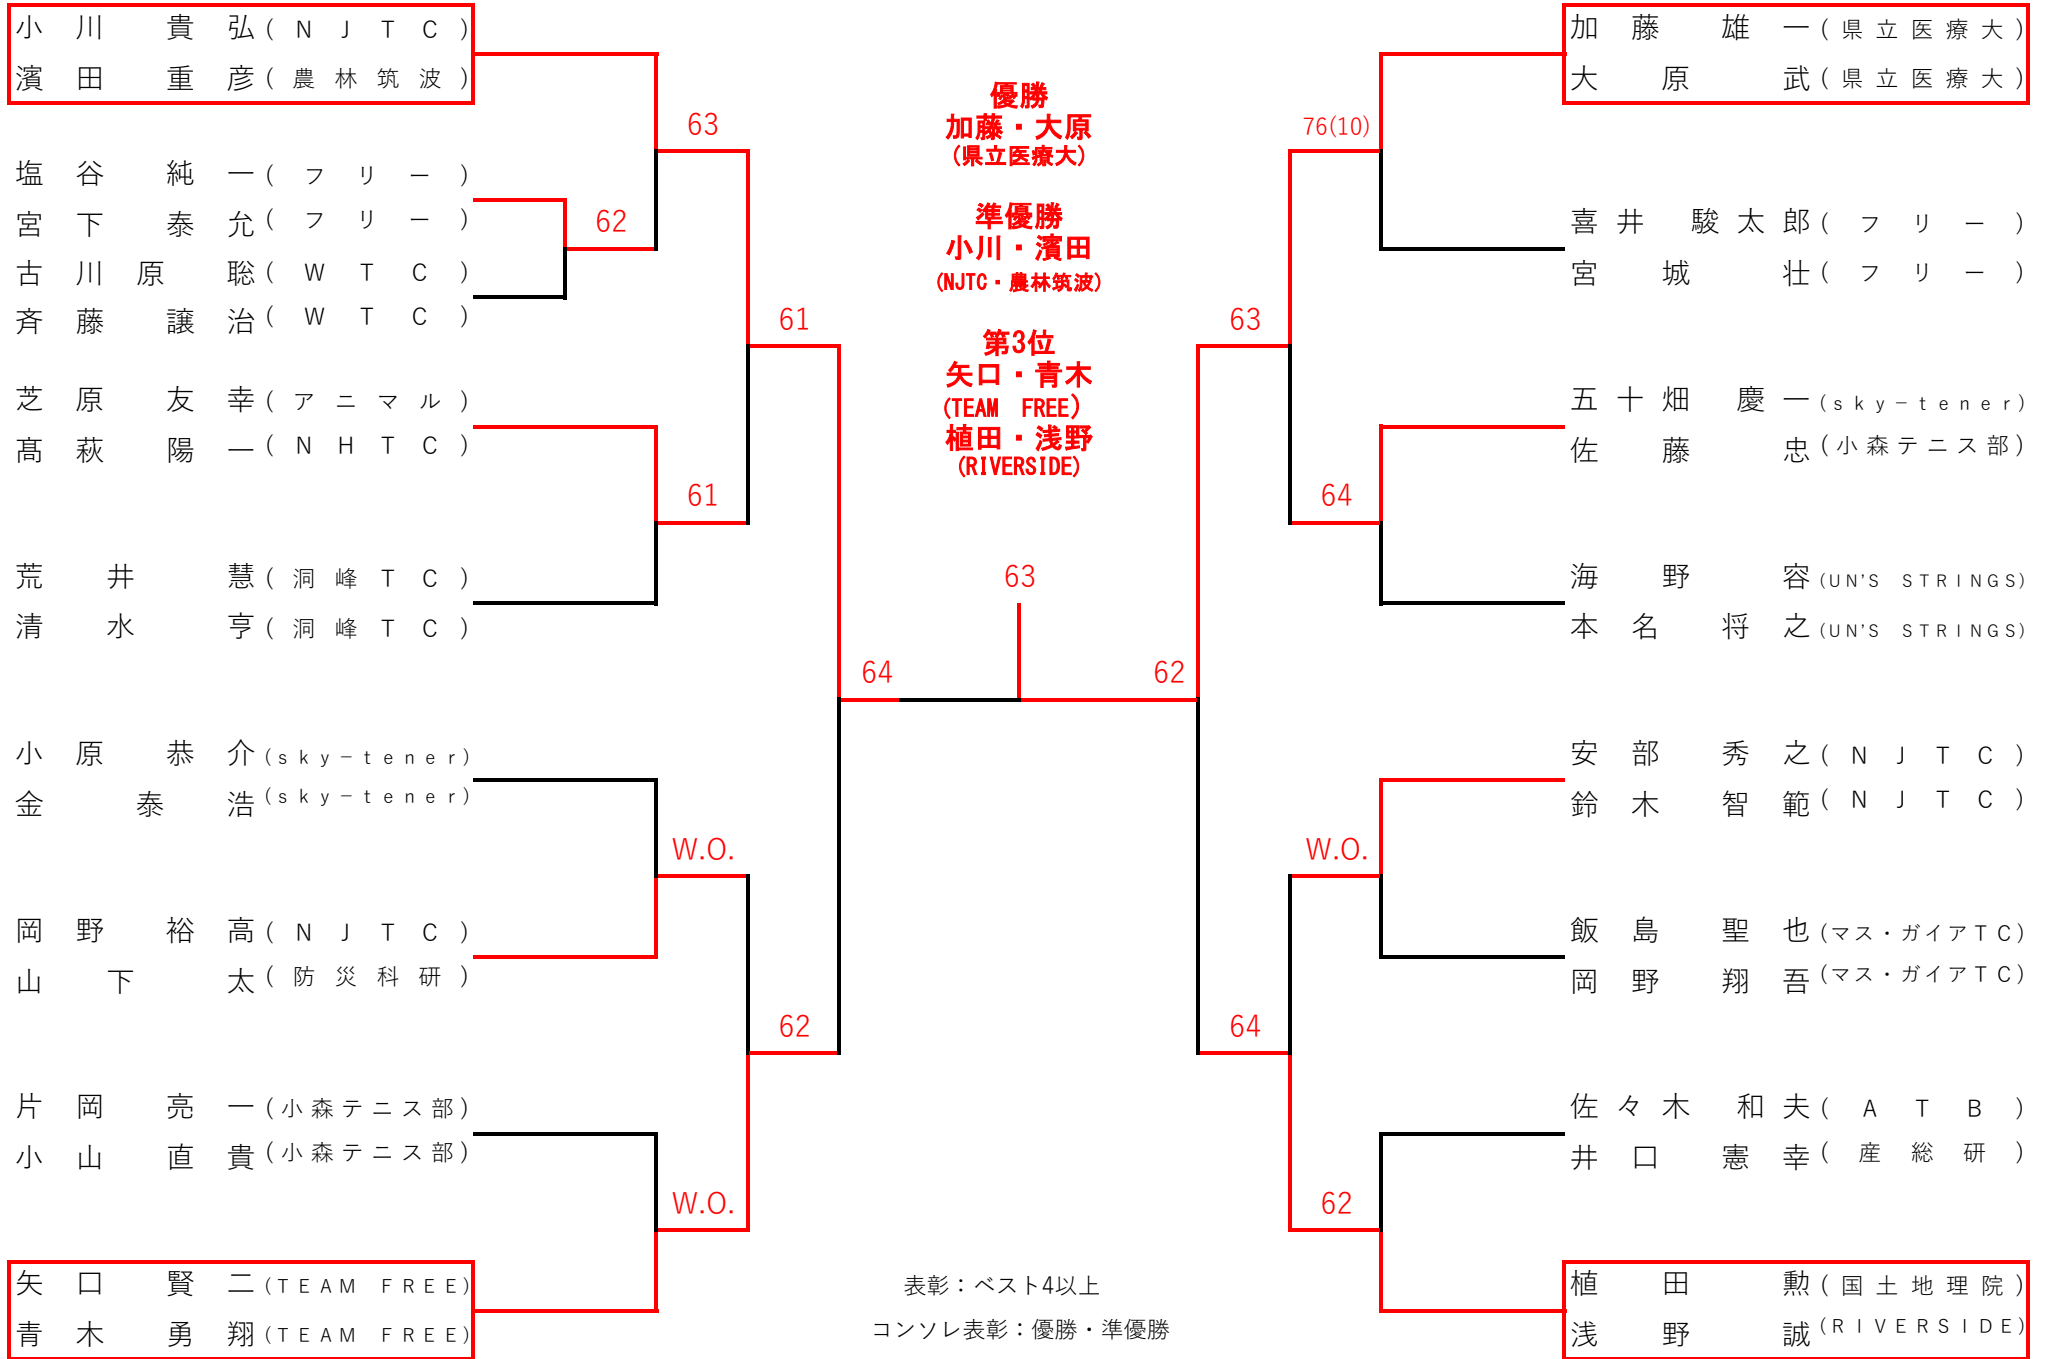 小川 貴弘(NJTC)
濱田 重彦(農林筑波)
63
塩谷 純一(フリー)
宮下 泰允(フリー)
62
古川原 聡(WTC)
斉藤 譲治(WTC)
61
芝原 友幸(アニマル)
髙萩 陽一(NHTC)
61
荒井 慧(洞峰TC)
清水 亨(洞峰TC)
64
小原 恭介(sky-tener)
金 泰浩(sky-tener)
W.O.
岡野 裕高(NJTC)
山下 太(防災科研)
62
片岡 亮一(小森テニス部)
小山 直貴(小森テニス部)
W.O.
矢口 賢二(TEAM FREE)
青木 勇翔(TEAM FREE)
優勝
加藤・大原
(県立医療大)
準優勝
小川・濱田
(NJTC・農林筑波)
第3位
矢口・青木
(TEAM FREE)
植田・浅野
(RIVERSIDE)
63
表彰：ベスト4以上
コンソレ表彰：優勝・準優勝
加藤 雄一(県立医療大)
大原 武(県立医療大)
76(10)
喜井 駿太郎(フリー)
宮城 壮(フリー)
63
五十畑 慶一(sky-tener)
佐藤 忠(小森テニス部)
64
海野 容(UN'S STRINGS)
本名 将之(UN'S STRINGS)
62
安部 秀之(NJTC)
鈴木 智範(NJTC)
W.O.
飯島 聖也(マス・ガイアTC)
岡野 翔吾(マス・ガイアTC)
64
佐々木 和夫(ATB)
井口 憲幸(産総研)
62
植田 勲(国土地理院)
浅野 誠(RIVERSIDE)